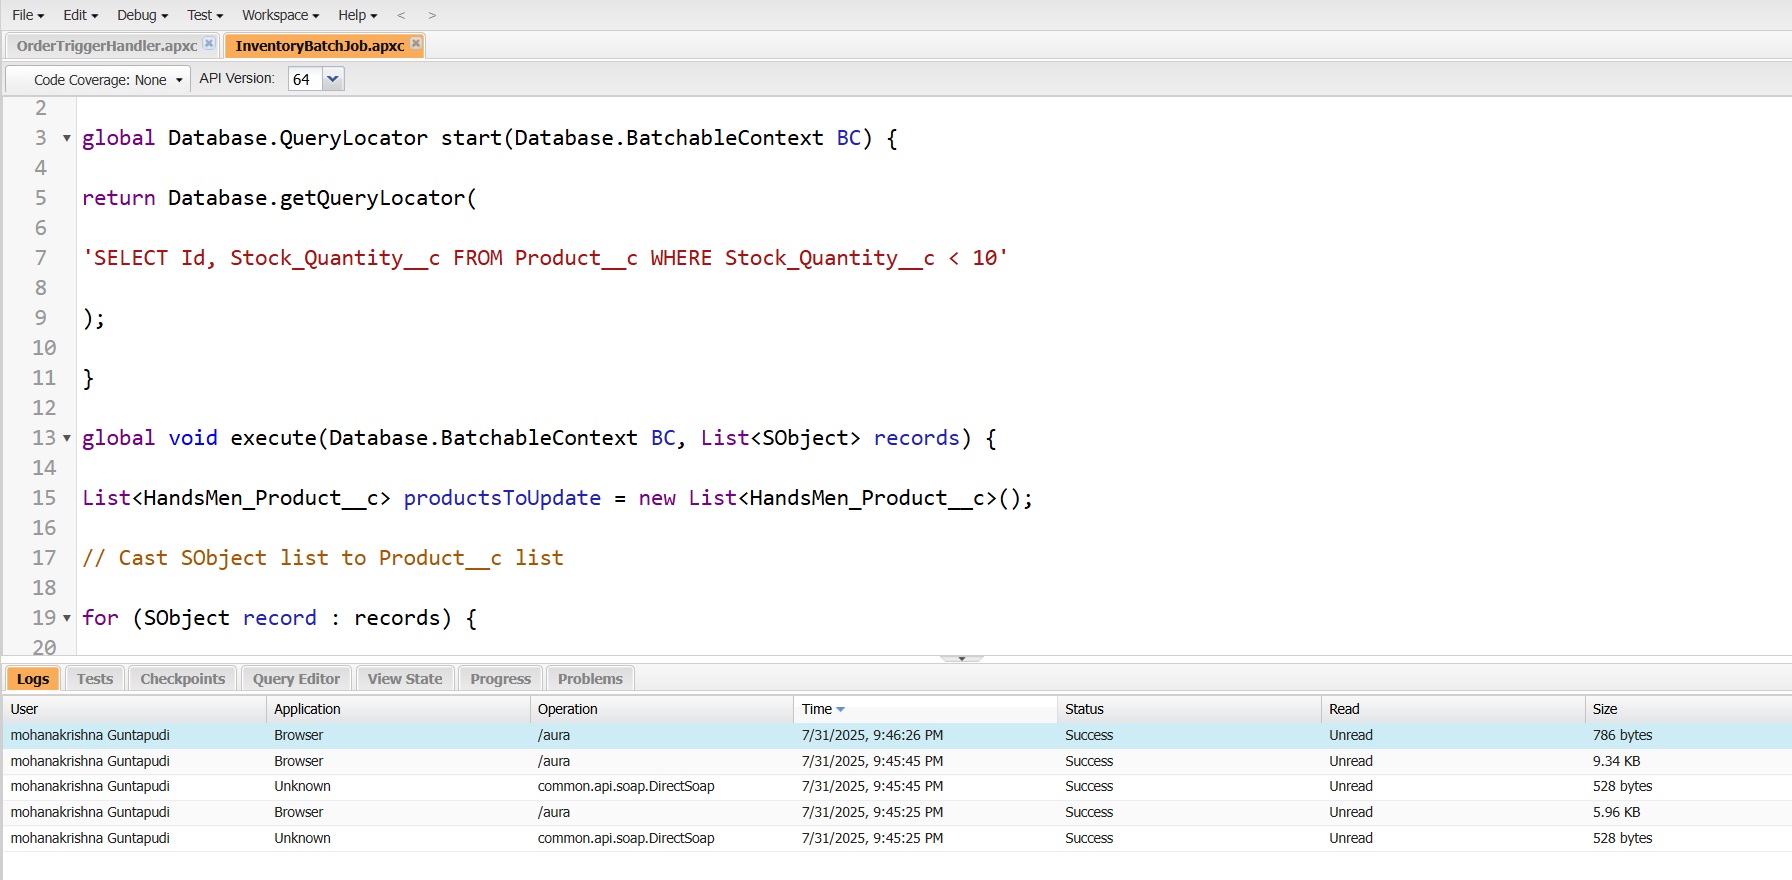 File Edit Debug Test Workspace Help < >
OrderTriggerHandler.apxc InventoryBatchJob.apxc
Code Coverage: None API Version: 64
2
3 global Database.QueryLocator start(Database.BatchableContext BC) {
4
5 return Database.getQueryLocator(
6
7 'SELECT Id, Stock_Quantity__c FROM Product__c WHERE Stock_Quantity__c < 10'
8
9 );
10
11 }
12
13 global void execute(Database.BatchableContext BC, List<SObject> records) {
14
15 List<HandsMen_Product__c> productsToUpdate = new List<HandsMen_Product__c>();
16
17 // Cast SObject list to Product__c list
18
19 for (SObject record : records) {
20
Logs Tests Checkpoints Query Editor View State Progress Problems
User Application Operation Time Status Read Size
mohanakrishna Guntapudi Browser /aura 7/31/2025, 9:46:26 PM Success Unread 786 bytes
mohanakrishna Guntapudi Browser /aura 7/31/2025, 9:45:45 PM Success Unread 9.34 KB
mohanakrishna Guntapudi Unknown common.api.soap.DirectSoap 7/31/2025, 9:45:45 PM Success Unread 528 bytes
mohanakrishna Guntapudi Browser /aura 7/31/2025, 9:45:25 PM Success Unread 5.96 KB
mohanakrishna Guntapudi Unknown common.api.soap.DirectSoap 7/31/2025, 9:45:25 PM Success Unread 528 bytes